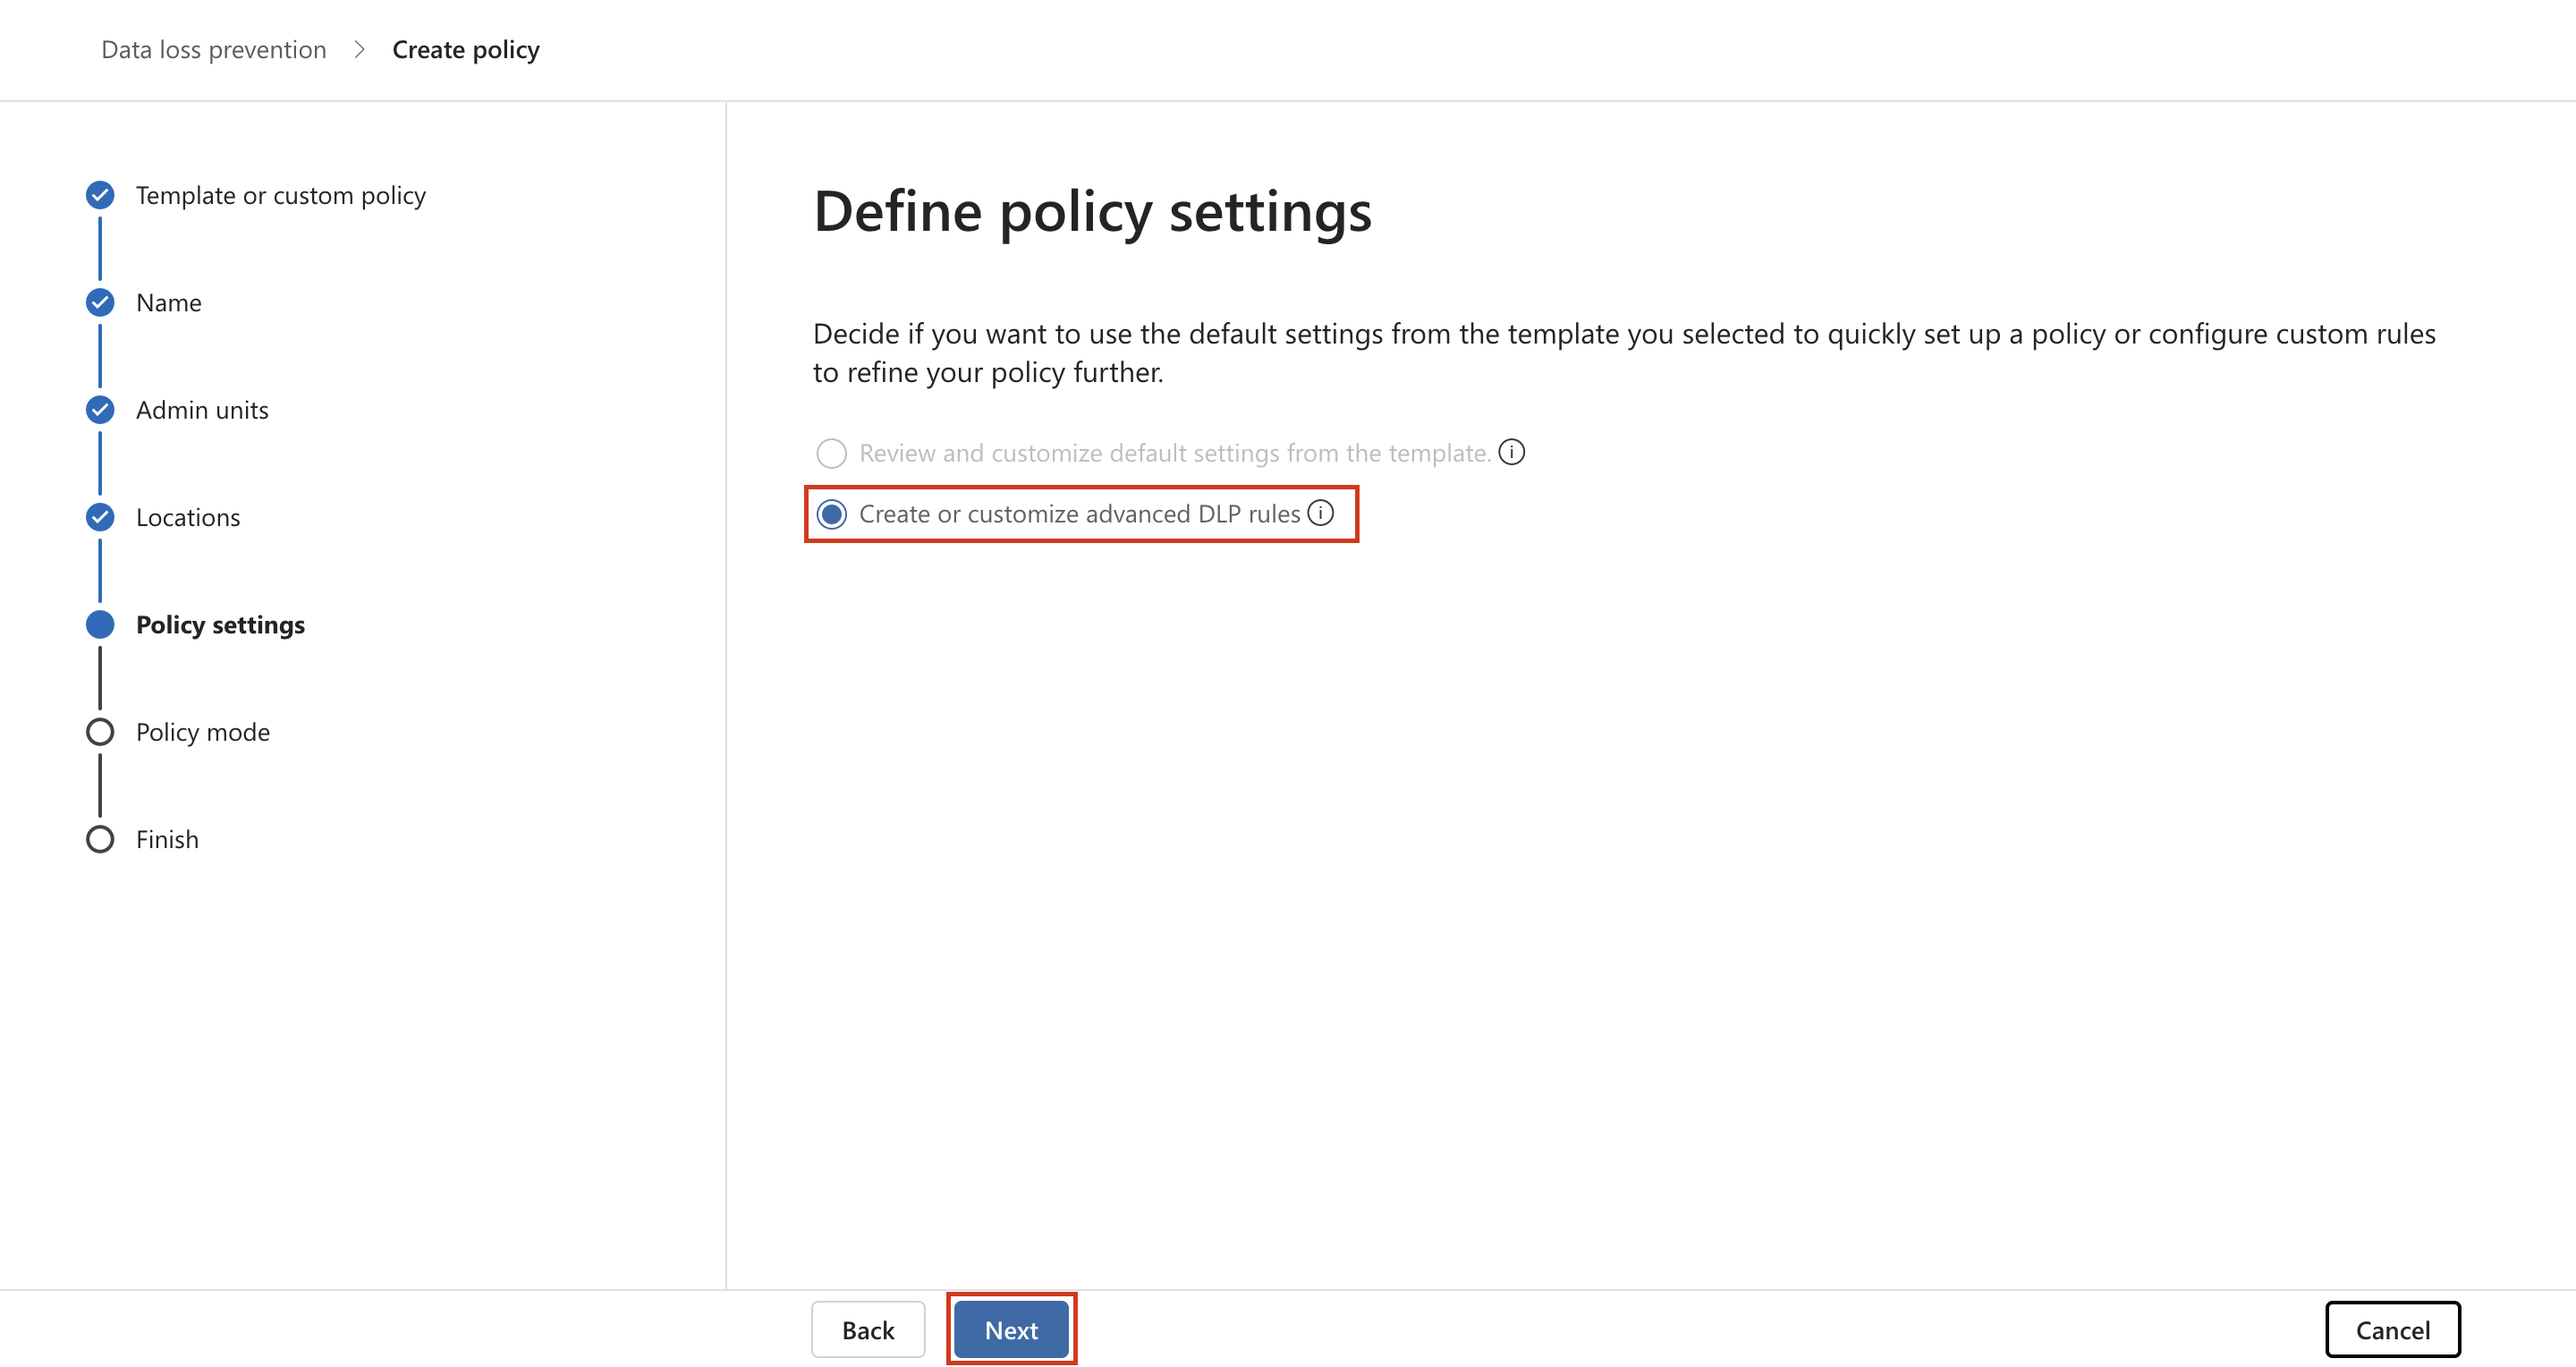 Data loss prevention > Create policy
Template or custom policy
Name
Admin units
Locations
Policy settings
Policy mode
Finish
Define policy settings
Decide if you want to use the default settings from the template you selected to quickly set up a policy or configure custom rules
to refine your policy further.
Review and customize default settings from the template.
Create or customize advanced DLP rules
Back
Next
Cancel